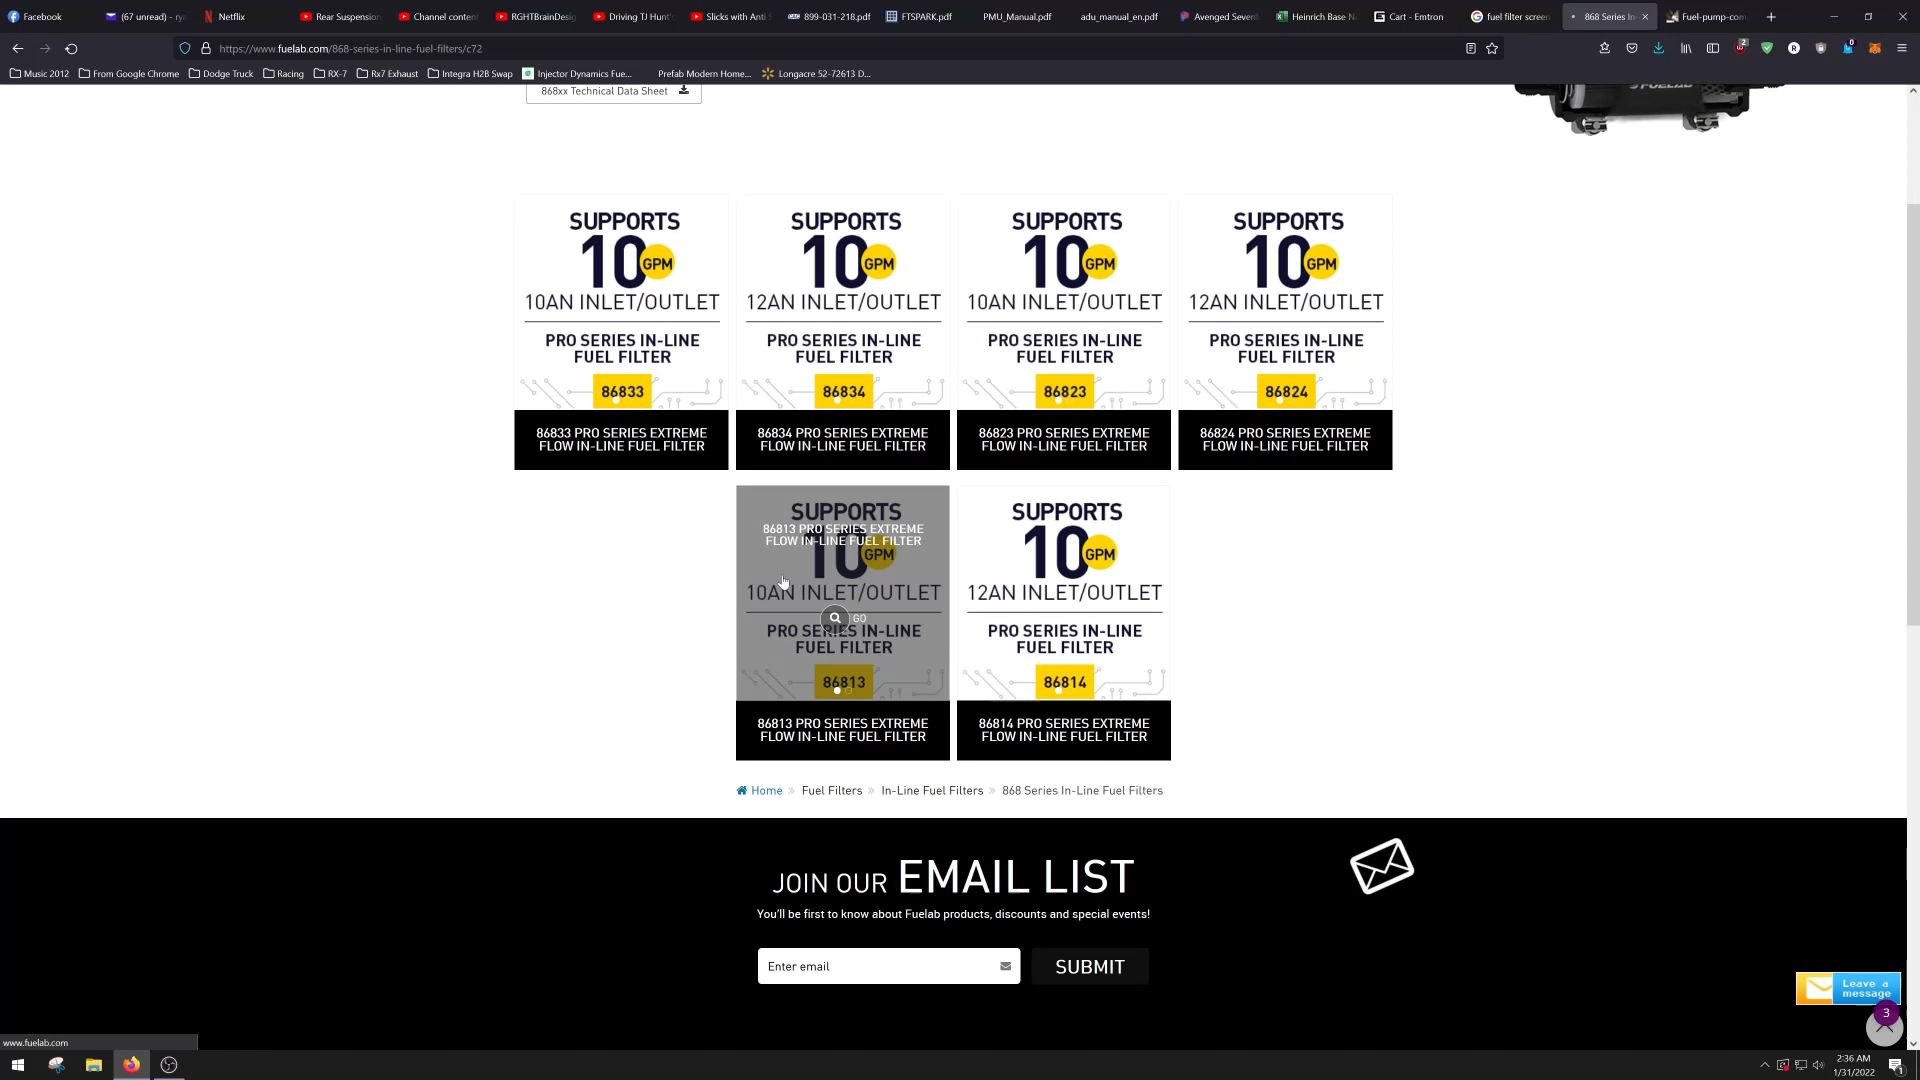 Facebook
(67 unread) - ry
Netflix
Rear Suspension
Channel content
RGHTBrainDesig
Driving TJ Hunt's
Slicks with Anti S
899-031-218.pdf
FTSPARK.pdf
PMU_Manual.pdf
adu_manual_en.pdf
Avenged Seven
Heinrich Base N
Cart - Emtron
fuel filter screen
868 Series In-
Fuel-pump-com
https://www.fuelab.com/868-series-in-line-fuel-filters/c72
2
0
Music 2012
From Google Chrome
Dodge Truck
Racing
RX-7
Rx7 Exhaust
Integra H2B Swap
Injector Dynamics Fue...
Prefab Modern Home...
Longacre 52-72613 D...
868xx Technical Data Sheet
FUELAB
SUPPORTS
10 GPM
10AN INLET/OUTLET
PRO SERIES IN-LINE
FUEL FILTER
86833
86833 PRO SERIES EXTREME
FLOW IN-LINE FUEL FILTER
SUPPORTS
10 GPM
12AN INLET/OUTLET
PRO SERIES IN-LINE
FUEL FILTER
86834
86834 PRO SERIES EXTREME
FLOW IN-LINE FUEL FILTER
SUPPORTS
10 GPM
10AN INLET/OUTLET
PRO SERIES IN-LINE
FUEL FILTER
86823
86823 PRO SERIES EXTREME
FLOW IN-LINE FUEL FILTER
SUPPORTS
10 GPM
12AN INLET/OUTLET
PRO SERIES IN-LINE
FUEL FILTER
86824
86824 PRO SERIES EXTREME
FLOW IN-LINE FUEL FILTER
SUPPORTS
86813 PRO SERIES EXTREME
FLOW IN-LINE FUEL FILTER
10 GPM
10AN INLET/OUTLET
GO
PRO SERIES IN-LINE
FUEL FILTER
86813
86813 PRO SERIES EXTREME
FLOW IN-LINE FUEL FILTER
SUPPORTS
10 GPM
12AN INLET/OUTLET
PRO SERIES IN-LINE
FUEL FILTER
86814
86814 PRO SERIES EXTREME
FLOW IN-LINE FUEL FILTER
Home » Fuel Filters » In-Line Fuel Filters » 868 Series In-Line Fuel Filters
JOIN OUR EMAIL LIST
You'll be first to know about Fuelab products, discounts and special events!
Enter email
SUBMIT
Leave a
message
3
www.fuelab.com
2:36 AM
1/31/2022
1